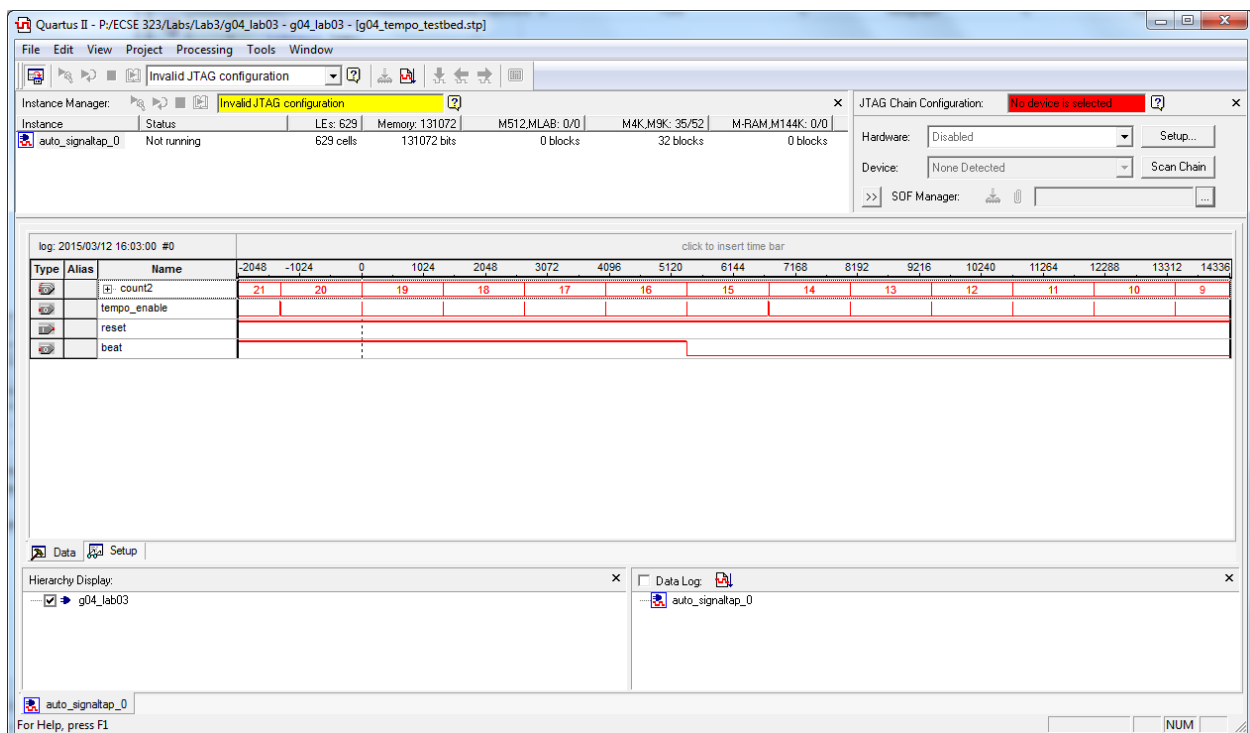 Quartus II - P:/ECSE 323/Labs/Lab3/g04_lab03 - g04_lab03 - [g04_tempo_testbed.stp]
File Edit View Project Processing Tools Window
Invalid JTAG configuration
Instance Manager: Invalid JTAG configuration
JTAG Chain Configuration: No device is selected
Instance Status LEs: 629 Memory: 131072 M512,MLAB: 0/0 M4K,M9K: 35/52 M-RAM,M144K: 0/0
auto_signaltap_0 Not running 629 cells 131072 bits 0 blocks 32 blocks 0 blocks
Hardware: Disabled Setup...
Device: None Detected Scan Chain
>> SOF Manager: ...
log: 2015/03/12 16:03:00 #0 click to insert time bar
Type Alias Name -2048 -1024 0 1024 2048 3072 4096 5120 6144 7168 8192 9216 10240 11264 12288 13312 14336
count2 21 20 19 18 17 16 15 14 13 12 11 10 9
tempo_enable
reset
beat
Data Setup
Hierarchy Display:
g04_lab03
Data Log:
auto_signaltap_0
auto_signaltap_0
For Help, press F1 NUM